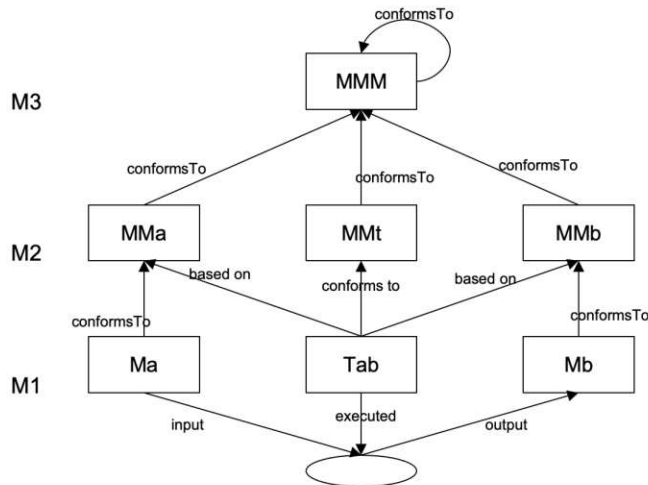 conformsTo
MMM
M3
conformsTo
conformsTo
conformsTo
MMa
MMt
MMb
M2
based on
conforms to
based on
conformsTo
conformsTo
Ma
Tab
Mb
M1
input
executed
output